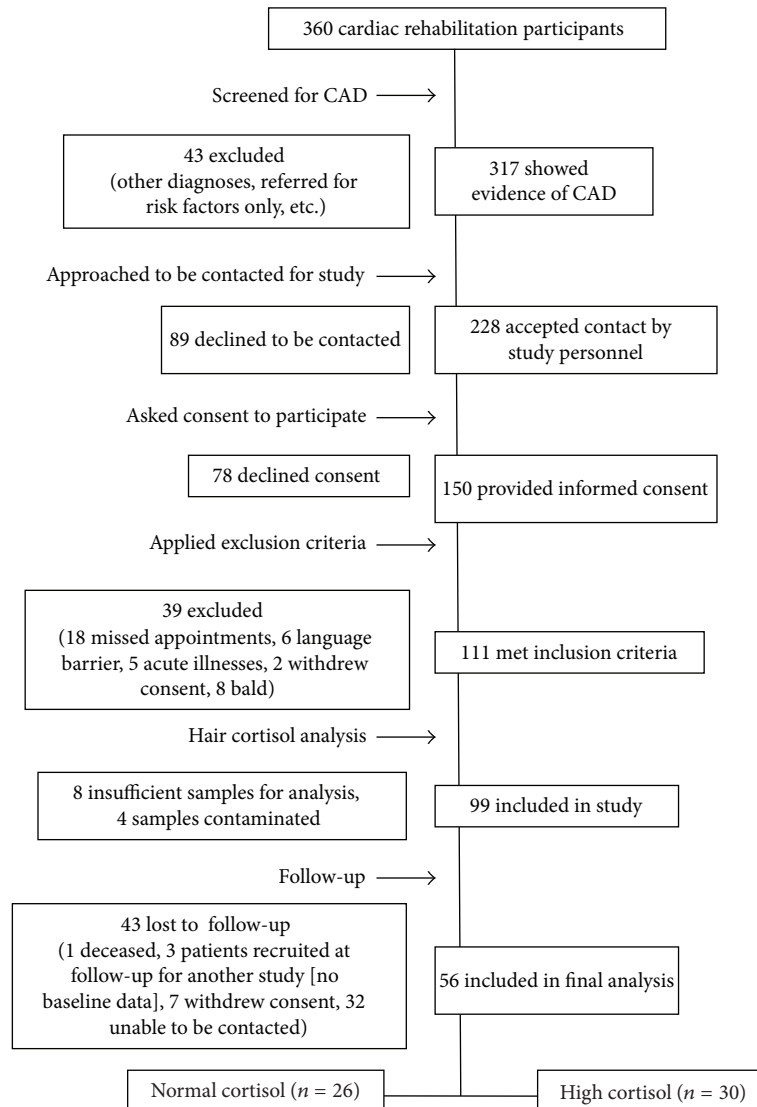 360 cardiac rehabilitation participants
Screened for CAD
43 excluded
(other diagnoses, referred for
risk factors only, etc.)
317 showed
evidence of CAD
Approached to be contacted for study
89 declined to be contacted
228 accepted contact by
study personnel
Asked consent to participate
78 declined consent
150 provided informed consent
Applied exclusion criteria
39 excluded
(18 missed appointments, 6 language
barrier, 5 acute illnesses, 2 withdrew
consent, 8 bald)
111 met inclusion criteria
Hair cortisol analysis
8 insufficient samples for analysis,
4 samples contaminated
99 included in study
Follow-up
43 lost to follow-up
(1 deceased, 3 patients recruited at
follow-up for another study [no
baseline data], 7 withdrew consent, 32
unable to be contacted)
56 included in final analysis
Normal cortisol (n = 26)
High cortisol (n = 30)